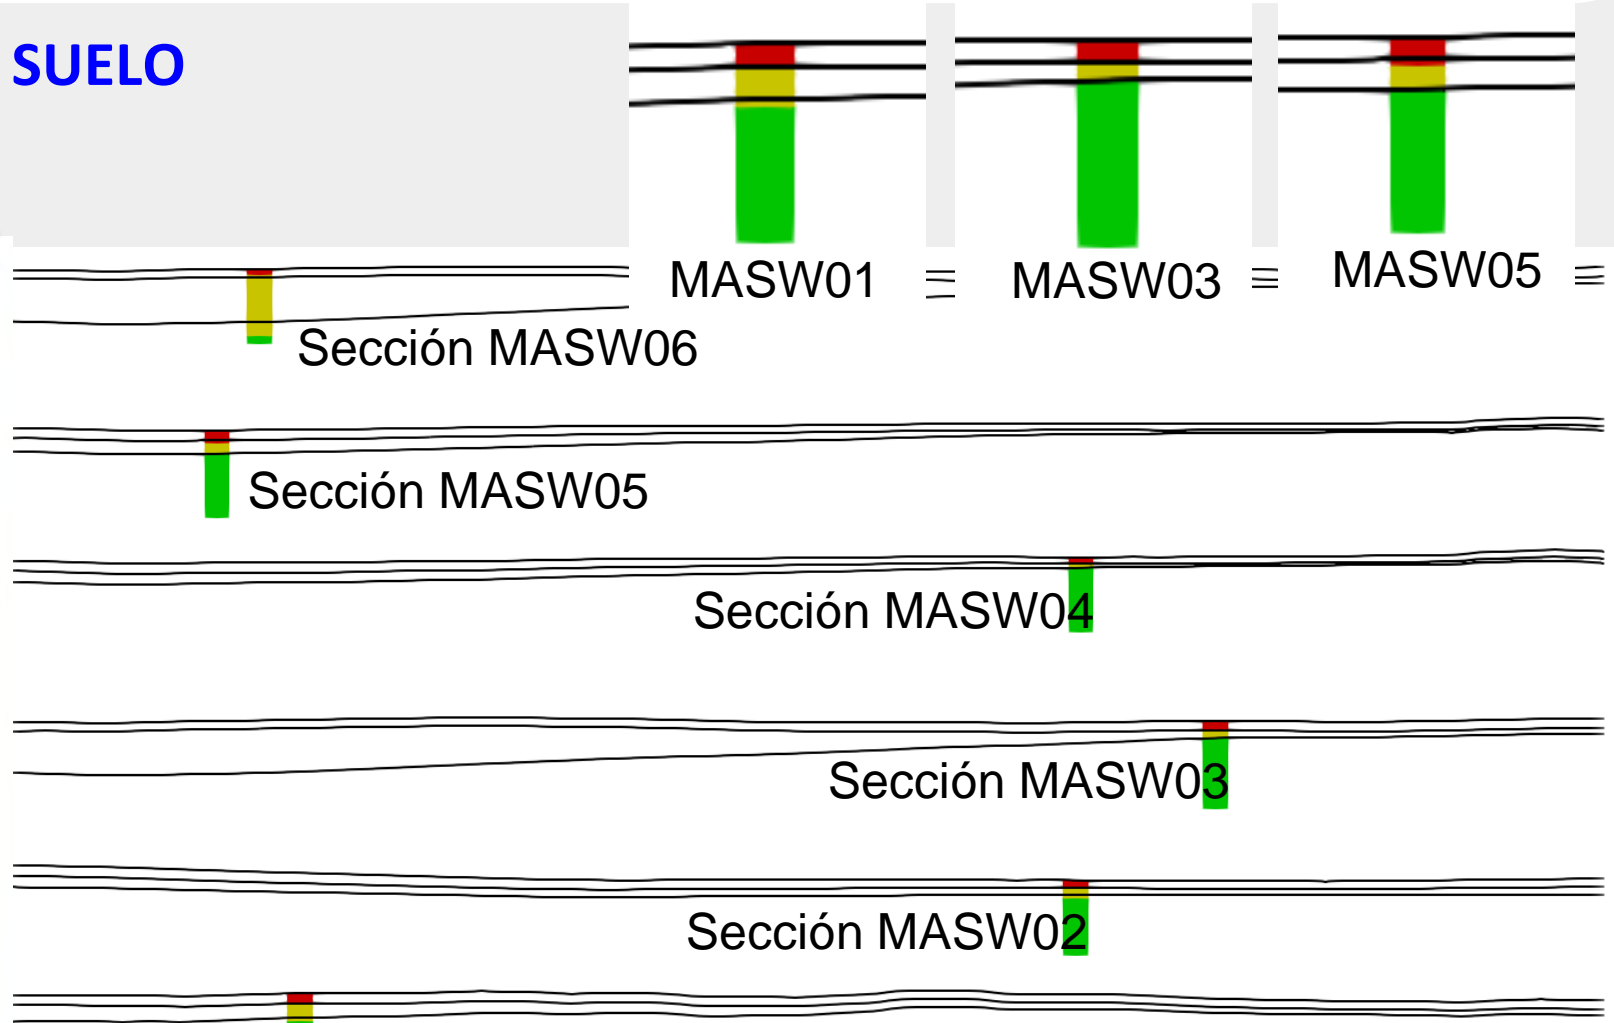 SUELO
MASW01
MASW03
MASW05
Sección MASW06
Sección MASW05
Sección MASW04
Sección MASW03
Sección MASW02